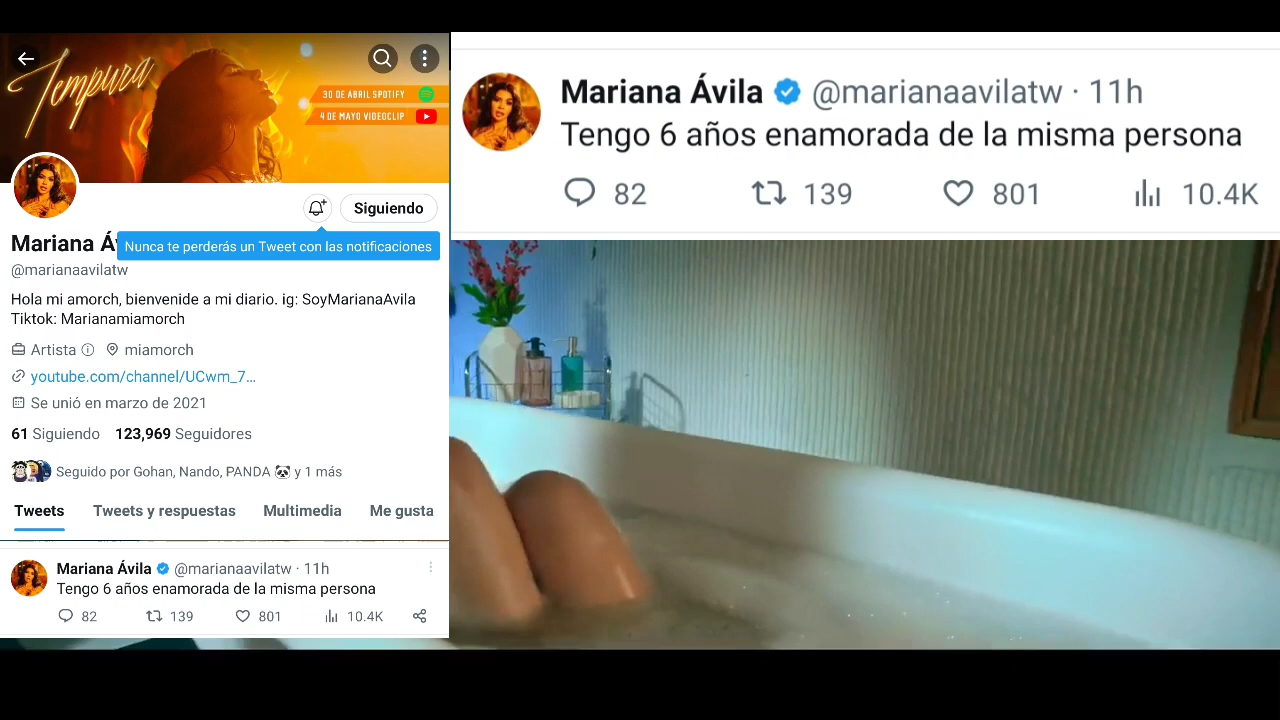 Tempura
30 DE ABRIL SPOTIFY
4 DE MAYO VIDEOCLIP
Siguiendo
Mariana Áv
Nunca te perderás un Tweet con las notificaciones
@marianaavilatw
Hola mi amorch, bienvenide a mi diario. ig: SoyMarianaAvila
Tiktok: Marianamiamorch
Artista miamorch
youtube.com/channel/UCwm_7...
Se unió en marzo de 2021
61 Siguiendo 123,969 Seguidores
Seguido por Gohan, Nando, PANDA 🐼 y 1 más
Tweets Tweets y respuestas Multimedia Me gusta
Mariana Ávila @marianaavilatw · 11h
Tengo 6 años enamorada de la misma persona
82 139 801 10.4K
Mariana Ávila @marianaavilatw · 11h
Tengo 6 años enamorada de la misma persona
82 139 801 10.4K